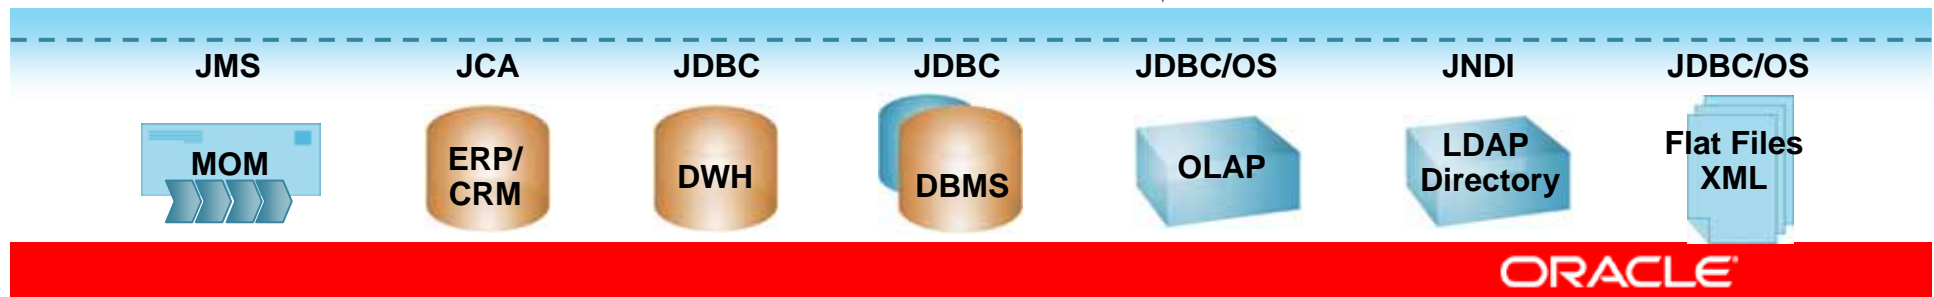 JMS JCA JDBC JDBC JDBC/OS JNDI JDBC/OS
MOM
ERP/
CRM
DWH
DBMS
OLAP
LDAP
Directory
Flat Files
XML
ORACLE